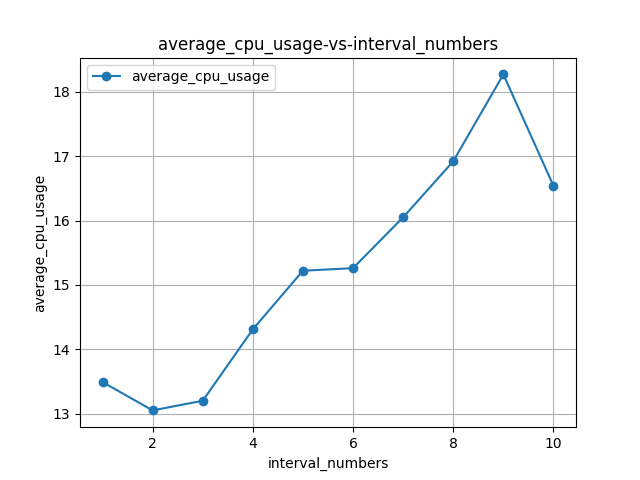 average_cpu_usage-vs-interval_numbers
average_cpu_usage
18
17
16
15
14
13
average_cpu_usage
2 4 6 8 10
interval_numbers